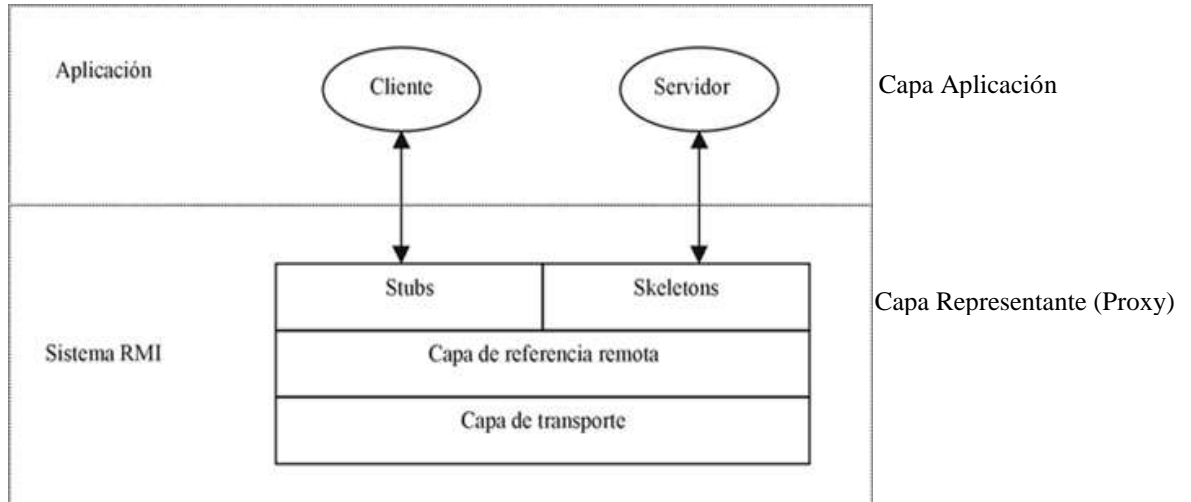 Aplicación
Cliente
Servidor
Capa Aplicación
Stubs
Skeletons
Capa Representante (Proxy)
Sistema RMI
Capa de referencia remota
Capa de transporte